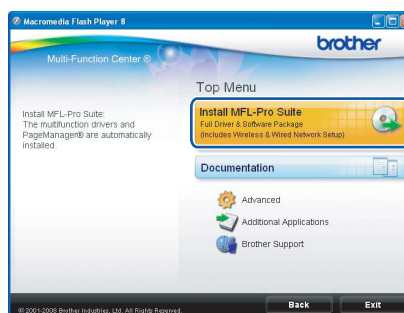 Macromedia Flash Player 8
brother
Multi-Function Center ®
Top Menu
Install MFL-Pro Suite:
The multifunction drivers and
PageManager® are automatically
installed.
Install MFL-Pro Suite
Full Driver & Software Package
(Includes Wireless & Wired Network Setup)
Documentation
Advanced
Additional Applications
Brother Support
© 2001-2008 Brother Industries, Ltd. All Rights Reserved.
Back
Exit